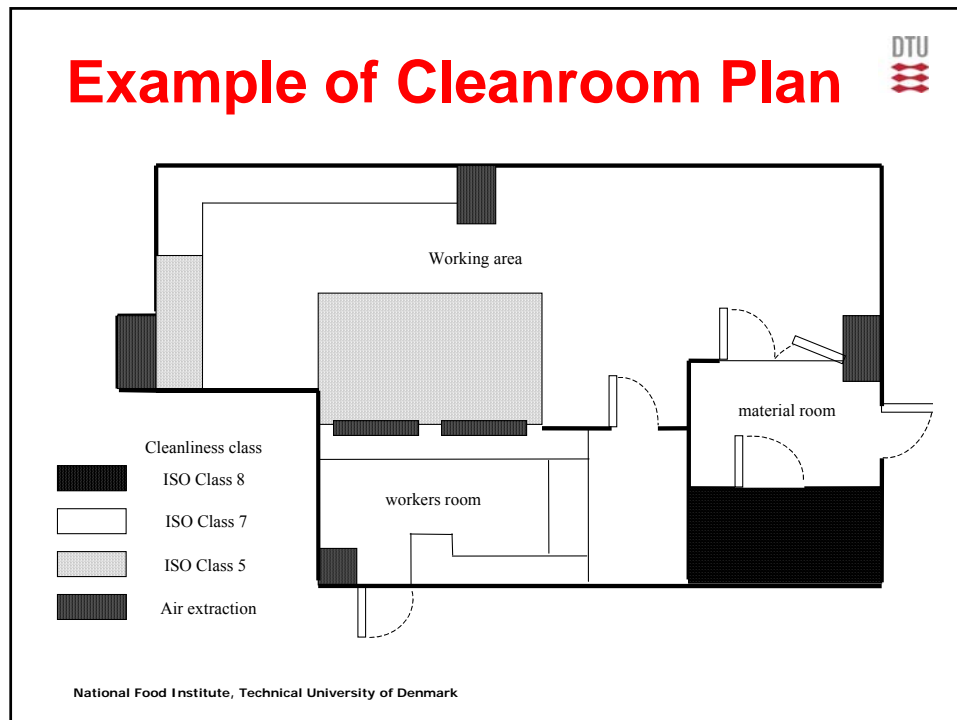 Example of Cleanroom Plan
DTU
Working area
material room
workers room
Cleanliness class
ISO Class 8
ISO Class 7
ISO Class 5
Air extraction
National Food Institute, Technical University of Denmark